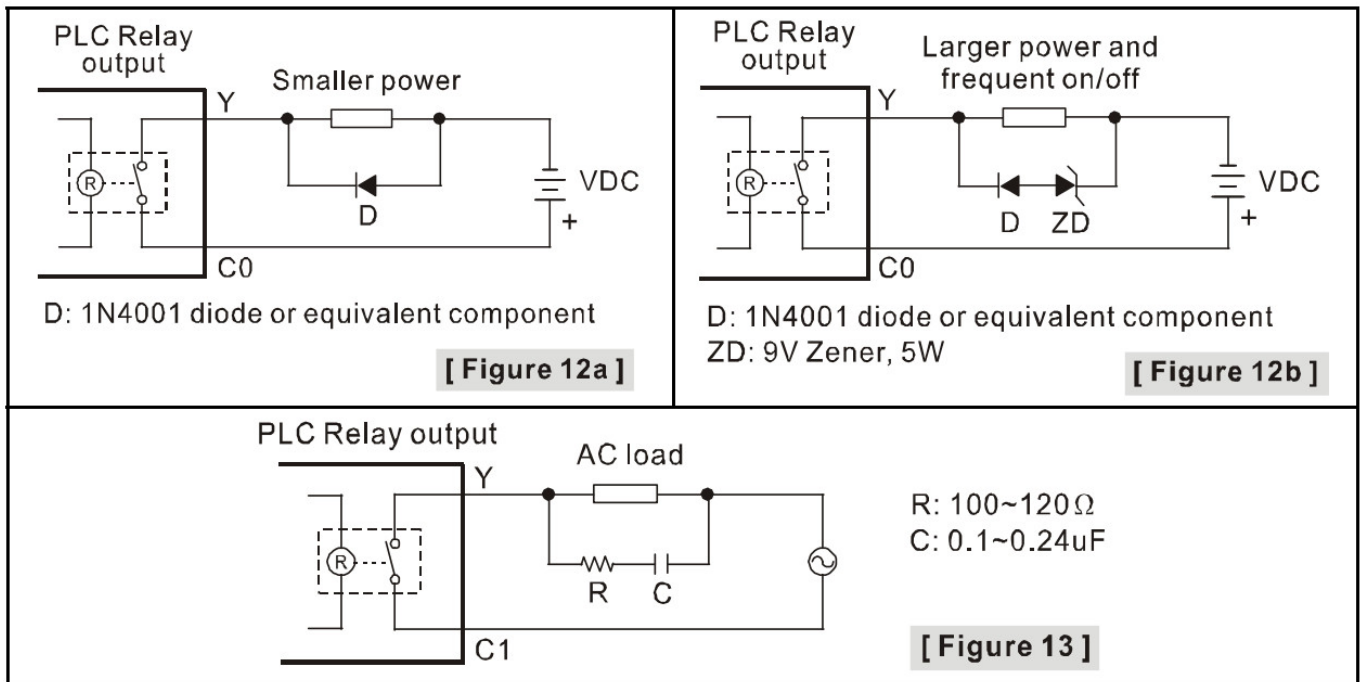 PLC Relay
output
Smaller power
Y
R
D
VDC
+
C0
D: 1N4001 diode or equivalent component
[ Figure 12a ]
PLC Relay
output
Larger power and
frequent on/off
Y
R
D ZD
VDC
+
C0
D: 1N4001 diode or equivalent component
ZD: 9V Zener, 5W
[ Figure 12b ]
PLC Relay output
AC load
Y
R
R C
C1
R: 100~120Ω
C: 0.1~0.24uF
[ Figure 13 ]